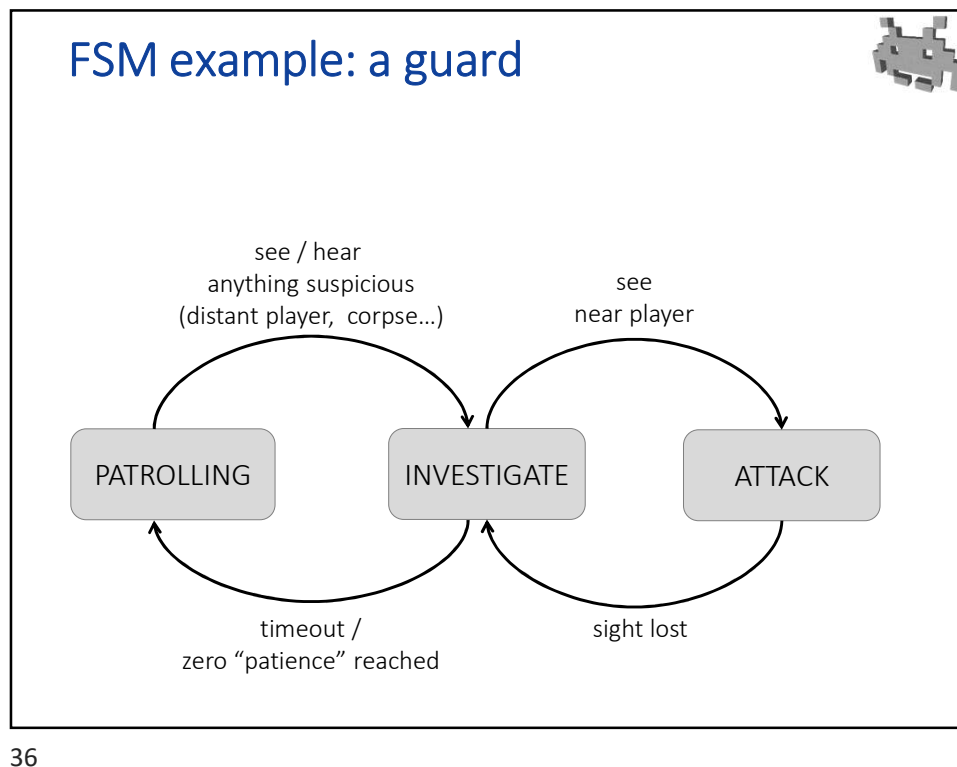 FSM example: a guard
see / hear
anything suspicious
(distant player, corpse...)
see
near player
PATROLLING
INVESTIGATE
ATTACK
timeout /
zero “patience” reached
sight lost
36